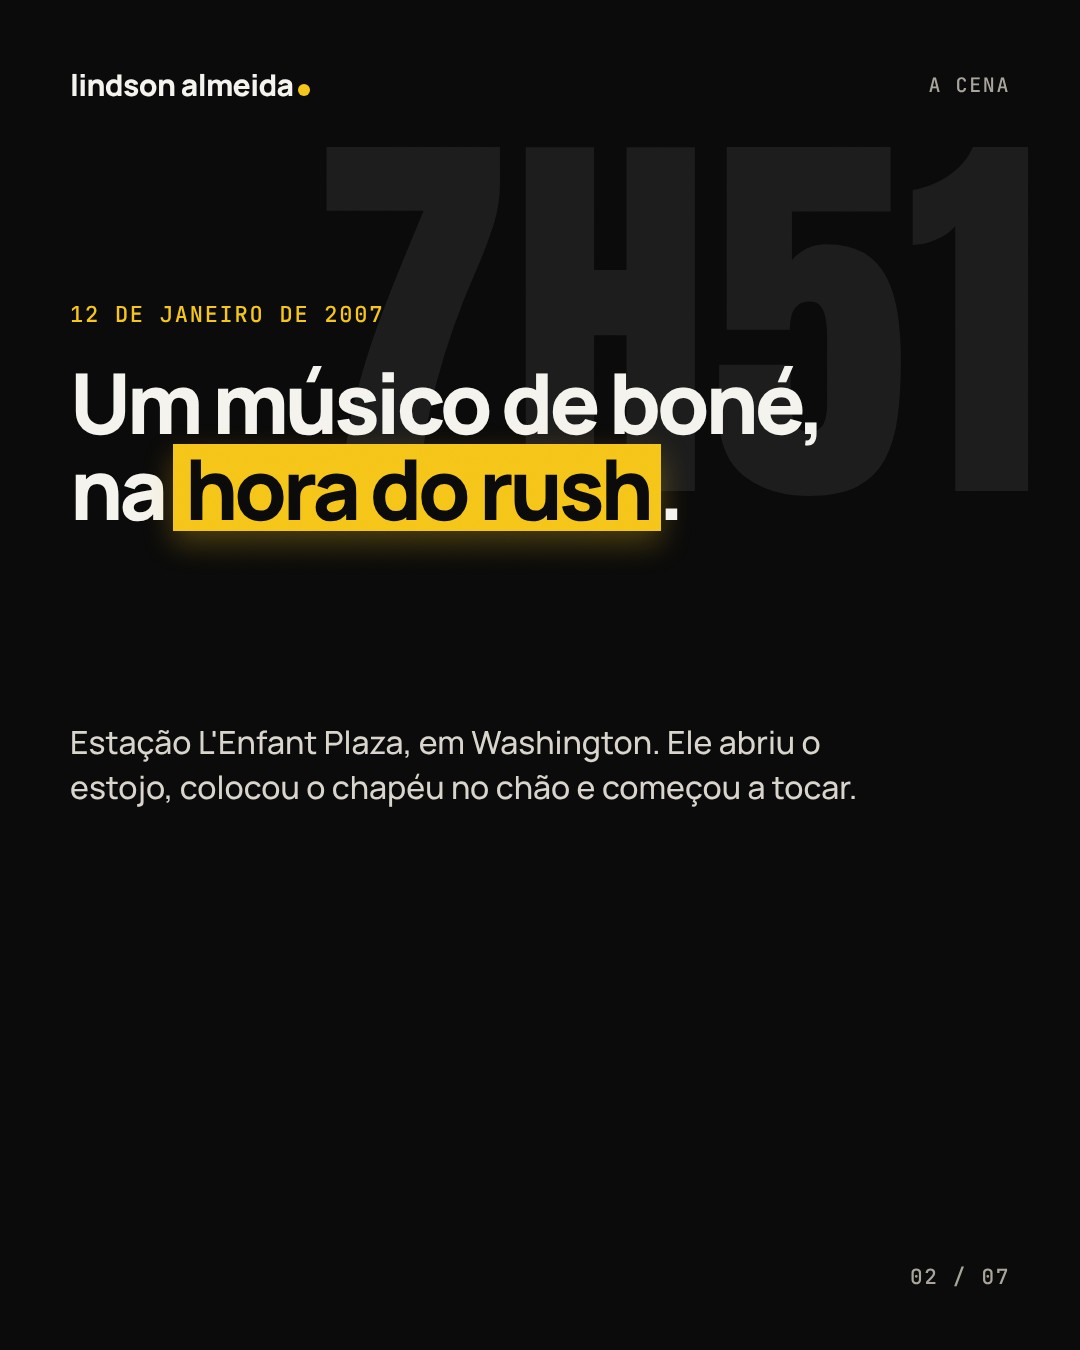 lindson almeida
A CENA
7H51
12 DE JANEIRO DE 2007
Um músico de boné,
na hora do rush.
Estação L'Enfant Plaza, em Washington. Ele abriu o
estojo, colocou o chapéu no chão e começou a tocar.
02 / 07